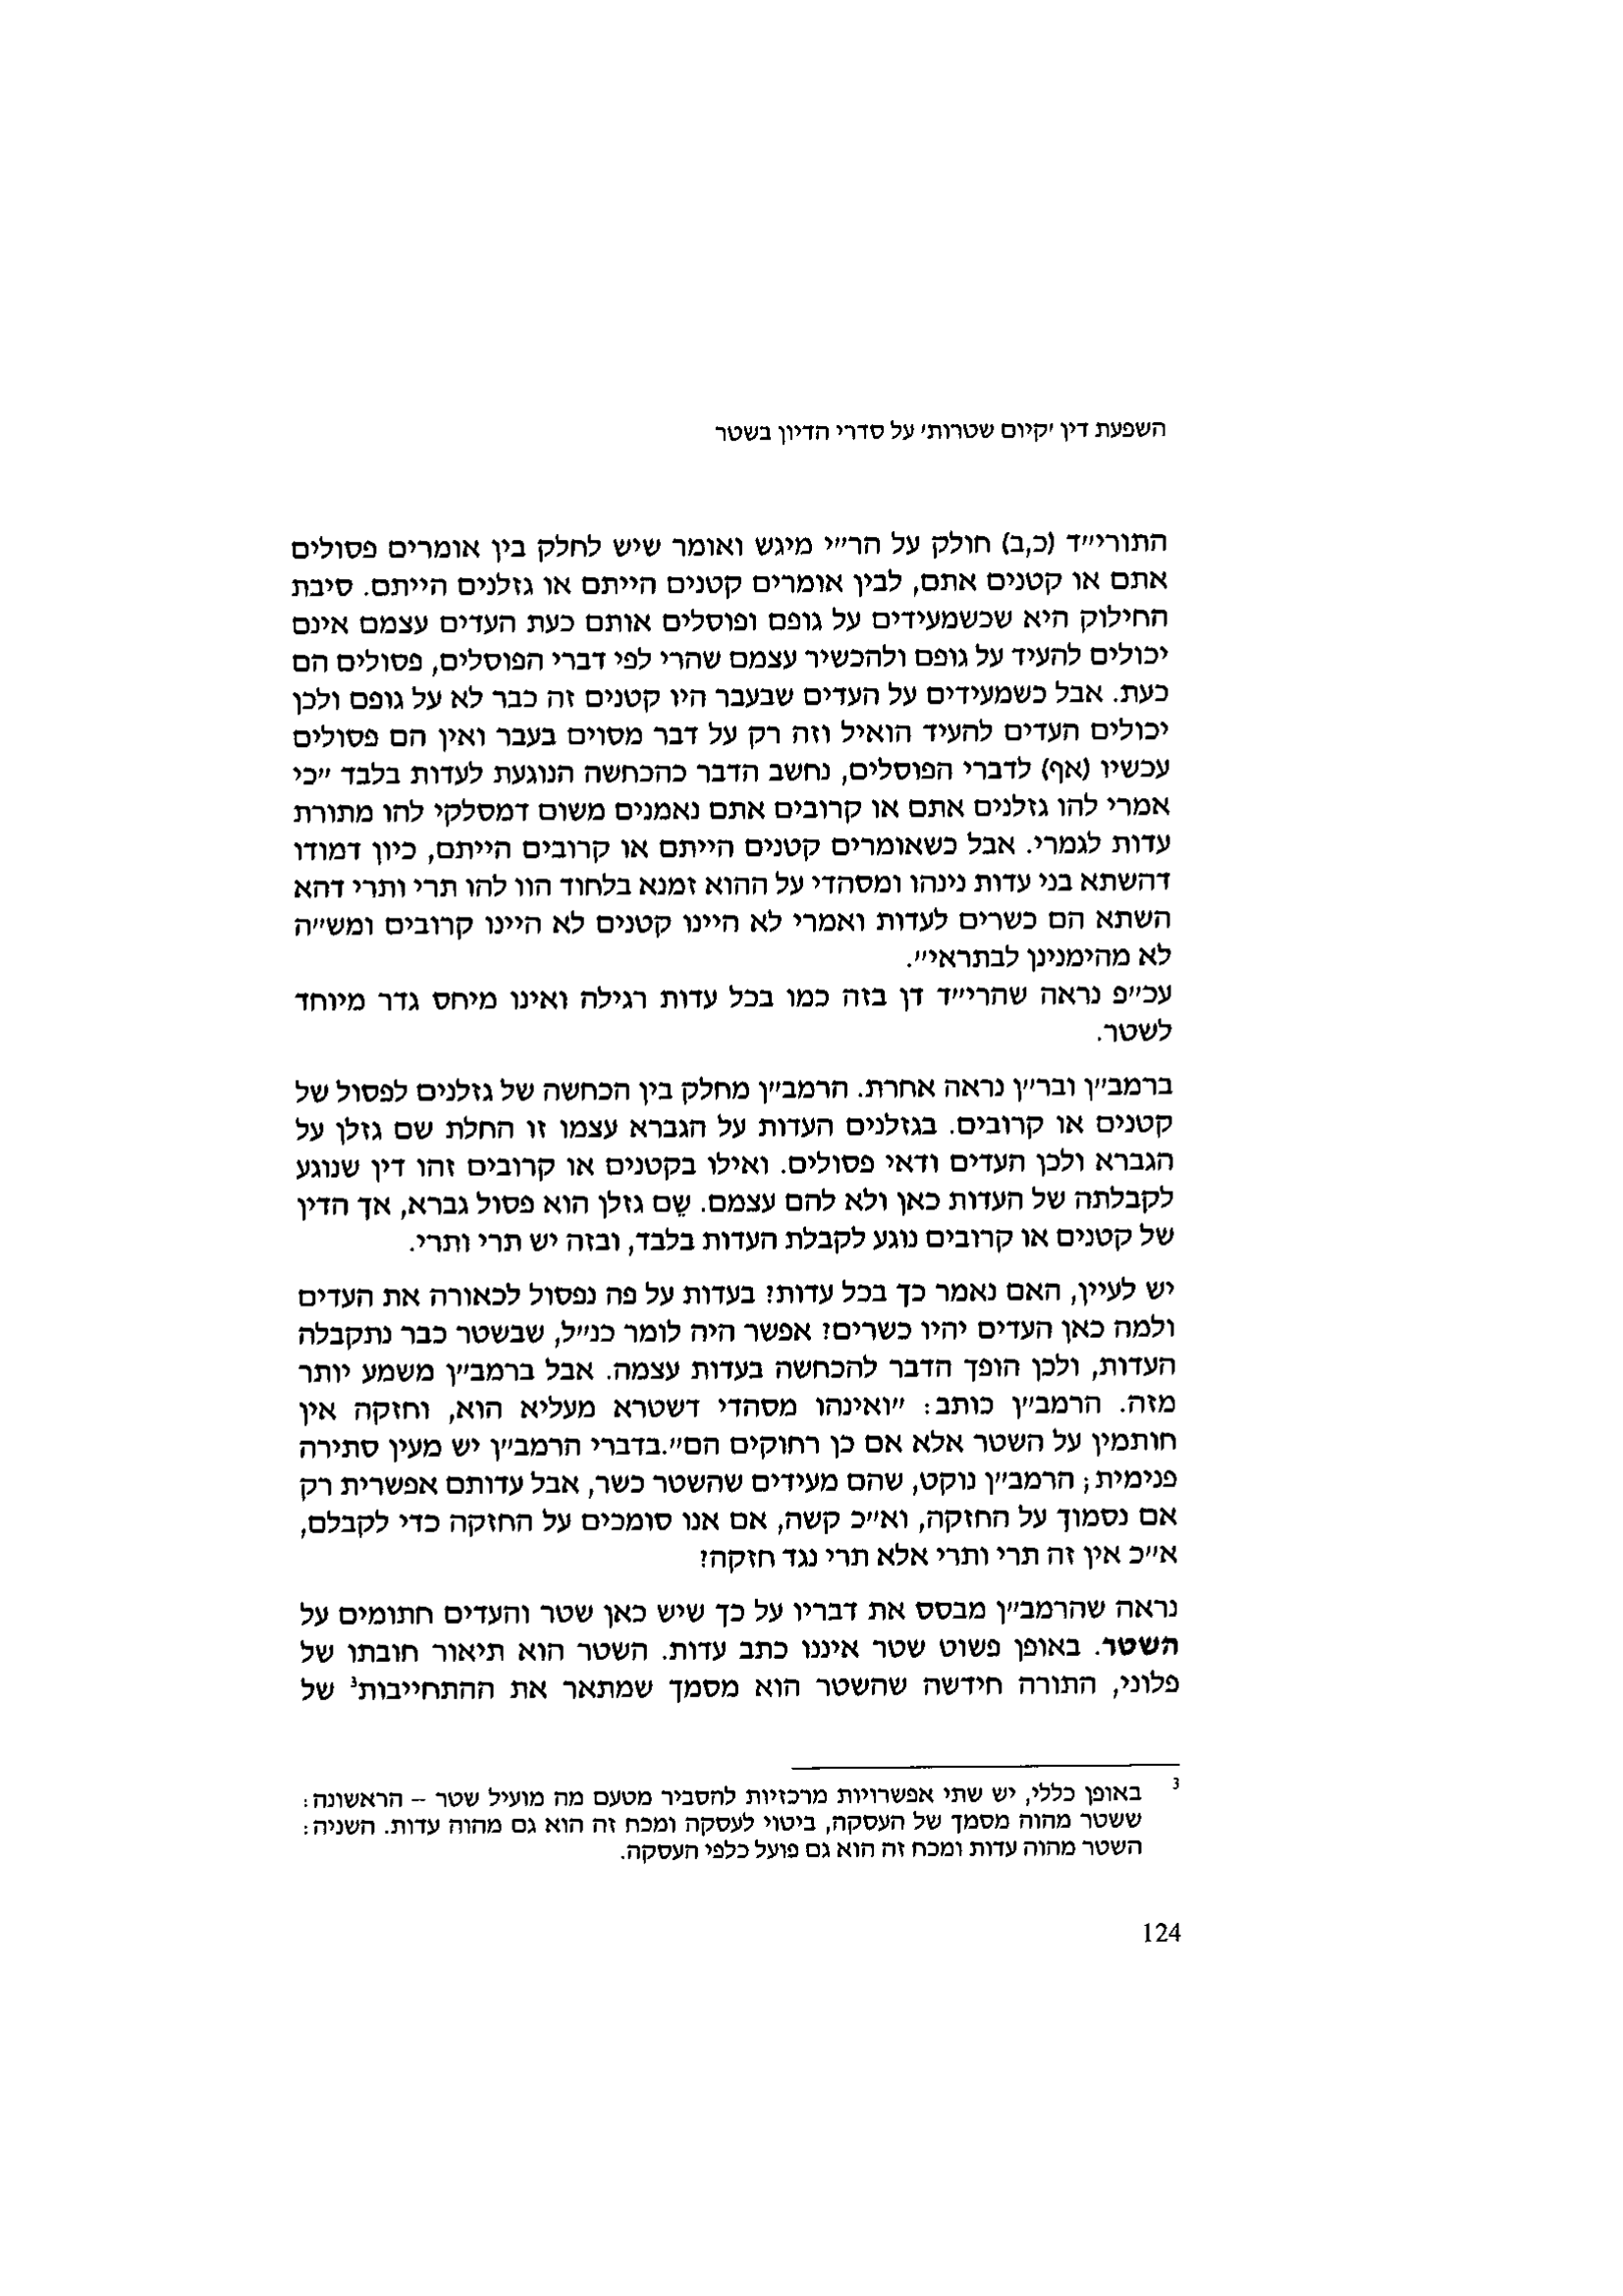 השפעת דין 'קיום שטרות' על סדרי הדיון בשטר
התורי״ד (כ,ב) חולק על הר״י מיגש ואומר שיש לחלק בין אומרים פסולים
אתם או קטנים אתם, לבין אומרים קטנים הייתם או גזלנים הייתם. סיבת
החילוק היא שכשמעידים על גופם ופוסלים אותם כעת העדים עצמם אינם
יכולים להעיד על גופם ולהכשיר עצמם שהרי לפי דברי הפוסלים, פסולים הם
כעת. אבל כשמעידים על העדים שבעבר היו קטנים זה כבר לא על גופם ולכן
יכולים העדים להעיד הואיל וזה רק על דבר מסוים בעבר ואין הם פסולים
עכשיו (אף) לדברי הפוסלים, נחשב הדבר כהכחשה הנוגעת לעדות בלבד ״כי
אמרי להו גזלנים אתם או קרובים אתם נאמנים משום דמסלקי להו מתורת
עדות לגמרי. אבל כשאומרים קטנים הייתם או קרובים הייתם, כיון דמודו
דהשתא בני עדות נינהו ומסהדי על ההוא זמנא בלחוד הוו להו תרי ותרי דהא
השתא הם כשרים לעדות ואמרי לא היינו קטנים לא היינו קרובים ומש״ה
לא מהימנינן לבתראי״.
עכ״פ נראה שהרי״ד דן בזה כמו בכל עדות רגילה ואינו מיחס גדר מיוחד
לשטר.
ברמב״ן ובר״ן נראה אחרת. הרמב״ן מחלק בין הכחשה של גזלנים לפסול של
קטנים או קרובים. בגזלנים העדות על הגברא עצמו זו החלת שם גזלן על
הגברא ולכן העדים ודאי פסולים. ואילו בקטנים או קרובים זהו דין שנוגע
לקבלתה של העדות כאן ולא להם עצמם. שֵם גזלן הוא פסול גברא, אך הדין
של קטנים או קרובים נוגע לקבלת העדות בלבד, ובזה יש תרי ותרי.
יש לעיין, האם נאמר כך בכל עדות? בעדות על פה נפסול לכאורה את העדים
ולמה כאן העדים יהיו כשרים? אפשר היה לומר כנ״ל, שבשטר כבר נתקבלה
העדות, ולכן הופך הדבר להכחשה בעדות עצמה. אבל ברמב״ן משמע יותר
מזה. הרמב״ן כותב: ״ואינהו מסהדי דשטרא מעליא הוא, וחזקה אין
חותמין על השטר אלא אם כן רחוקים הם״.בדברי הרמב״ן יש מעין סתירה
פנימית; הרמב״ן נוקט, שהם מעידים שהשטר כשר, אבל עדותם אפשרית רק
אם נסמוך על החזקה, וא״כ קשה, אם אנו סומכים על החזקה כדי לקבלם,
א״כ אין זה תרי ותרי אלא תרי נגד חזקה?
נראה שהרמב״ן מבסס את דבריו על כך שיש כאן שטר והעדים חתומים על
השטר. באופן פשוט שטר איננו כתב עדות. השטר הוא תיאור חובתו של
פלוני, התורה חידשה שהשטר הוא מסמך שמתאר את ההתחייבות³ של
3 באופן כללי, יש שתי אפשרויות מרכזיות להסביר מטעם מה מועיל שטר – הראשונה:
ששטר מהוה מסמך של העסקה, ביטוי לעסקה ומכח זה הוא גם מהוה עדות. השניה:
השטר מהוה עדות ומכח זה הוא גם פועל כלפי העסקה.
124